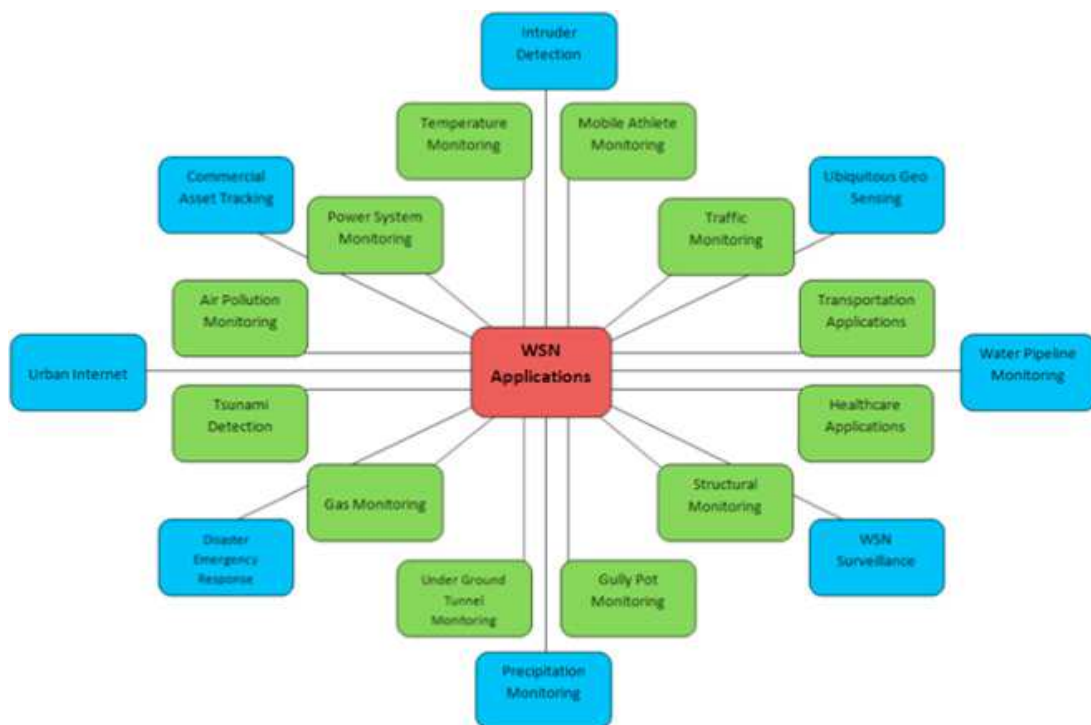 Intruder
Detection
Temperature
Monitoring
Mobile Athlete
Monitoring
Commercial
Asset Tracking
Ubiquitous Geo
Sensing
Power System
Monitoring
Traffic
Monitoring
Air Pollution
Monitoring
Transportation
Applications
WSN
Applications
Urban Internet
Water Pipeline
Monitoring
Tsunami
Detection
Healthcare
Applications
Gas Monitoring
Structural
Monitoring
Disaster
Emergency
Response
WSN
Surveillance
Under Ground
Tunnel
Monitoring
Gully Pot
Monitoring
Precipitation
Monitoring